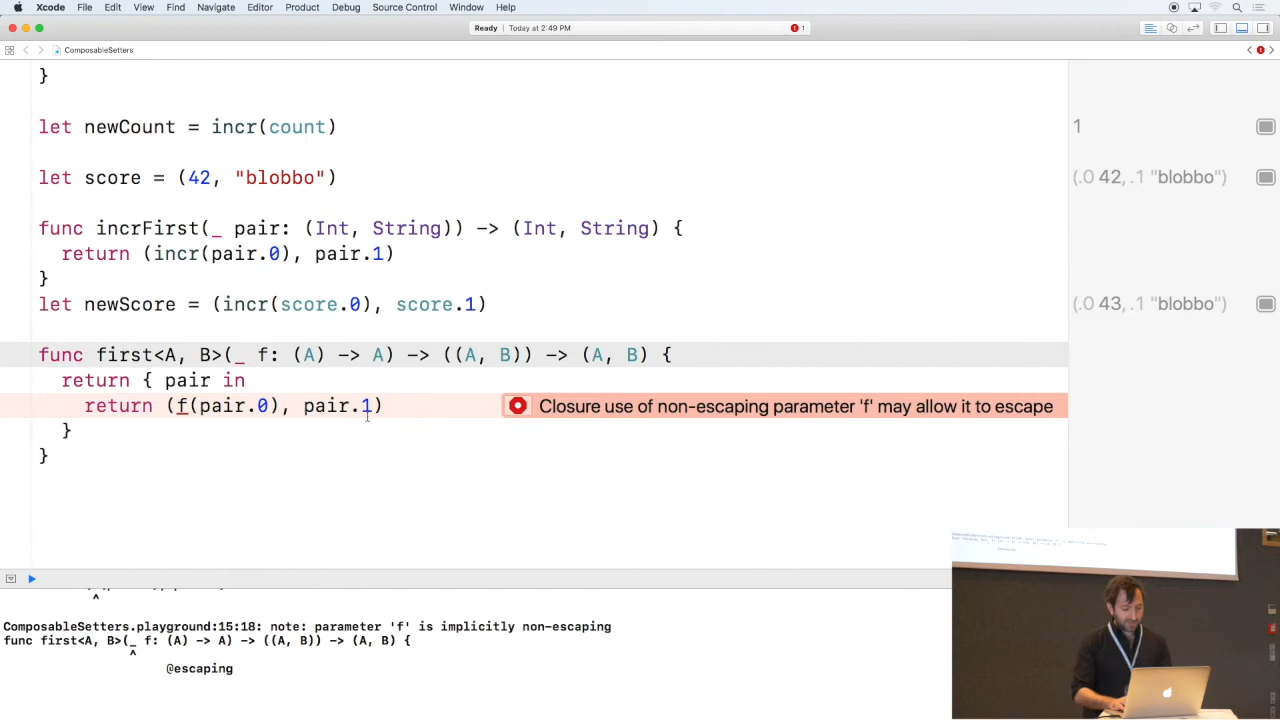 Xcode File Edit View Find Navigate Editor Product Debug Source Control Window Help
Ready Today at 2:49 PM 1
ComposableSetters
}
let newCount = incr(count)
1
let score = (42, "blobbo")
(.0 42, .1 "blobbo")
func incrFirst(_ pair: (Int, String)) -> (Int, String) {
return (incr(pair.0), pair.1)
}
let newScore = (incr(score.0), score.1)
(.0 43, .1 "blobbo")
func first<A, B>(_ f: (A) -> A) -> ((A, B)) -> (A, B) {
return { pair in
return (f(pair.0), pair.1)
Closure use of non-escaping parameter 'f' may allow it to escape
}
}
^
ComposableSetters.playground:15:18: note: parameter 'f' is implicitly non-escaping
func first<A, B>(_ f: (A) -> A) -> ((A, B)) -> (A, B) {
^
@escaping